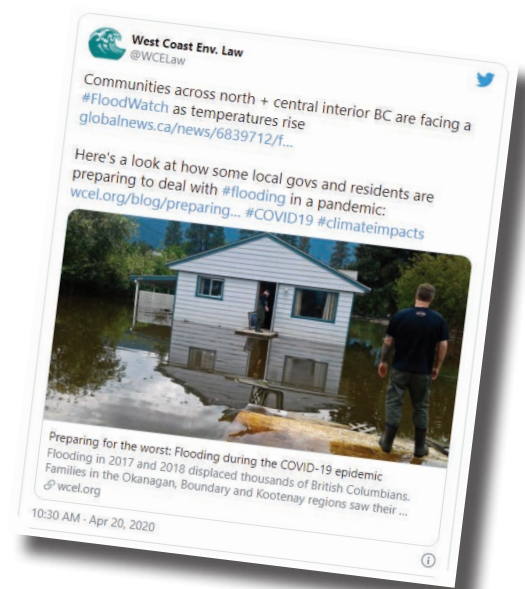 West Coast Env. Law
@WCELaw
Communities across north + central interior BC are facing a
#FloodWatch as temperatures rise
globalnews.ca/news/6839712/f...
Here's a look at how some local govs and residents are
preparing to deal with #flooding in a pandemic:
wcel.org/blog/preparing... #COVID19 #climateimpacts
Preparing for the worst: Flooding during the COVID-19 epidemic
Flooding in 2017 and 2018 displaced thousands of British Columbians.
Families in the Okanagan, Boundary and Kootenay regions saw their ...
wcel.org
10:30 AM · Apr 20, 2020